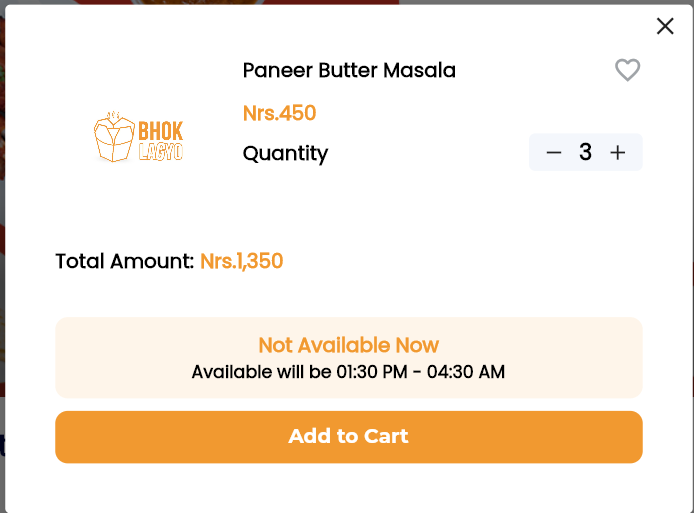 Paneer Butter Masala
Nrs.450
BHOK
LAGYO
Quantity
3
Total Amount: Nrs.1,350
Not Available Now
Available will be 01:30 PM - 04:30 AM
Add to Cart